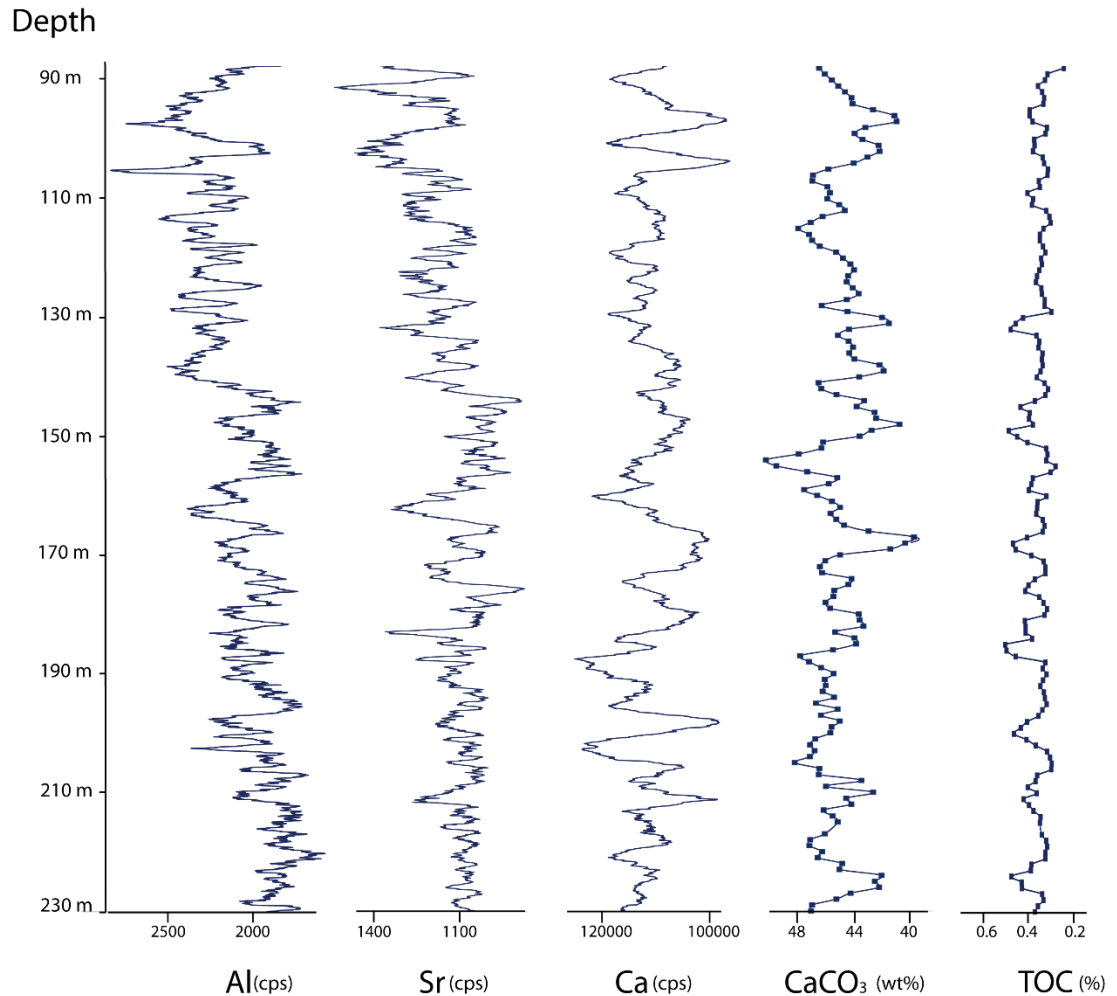 Depth
90 m
110 m
130 m
150 m
170 m
190 m
210 m
230 m
2500 2000 1400 1100 120000 100000 48 44 40 0.6 0.4 0.2
Al (cps) Sr (cps) Ca (cps) CaCO₃ (wt%) TOC (%)